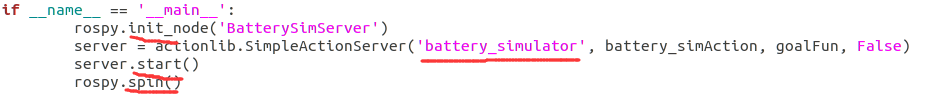 if __name__ == '__main__':
        rospy.init_node('BatterySimServer')
        server = actionlib.SimpleActionServer('battery_simulator', battery_simAction, goalFun, False)
        server.start()
        rospy.spin()